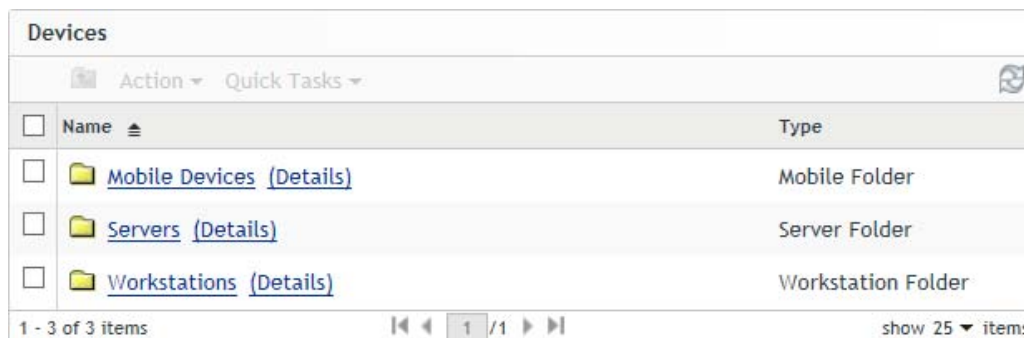 Devices
Action Quick Tasks
Name Type
Mobile Devices (Details) Mobile Folder
Servers (Details) Server Folder
Workstations (Details) Workstation Folder
1 - 3 of 3 items 1 /1 show 25 items